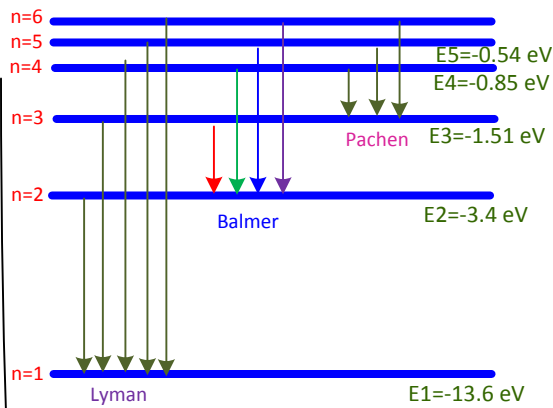 n=6
n=5
E5=-0.54 eV
n=4
E4=-0.85 eV
n=3
Pachen
E3=-1.51 eV
n=2
Balmer
E2=-3.4 eV
n=1
Lyman
E1=-13.6 eV